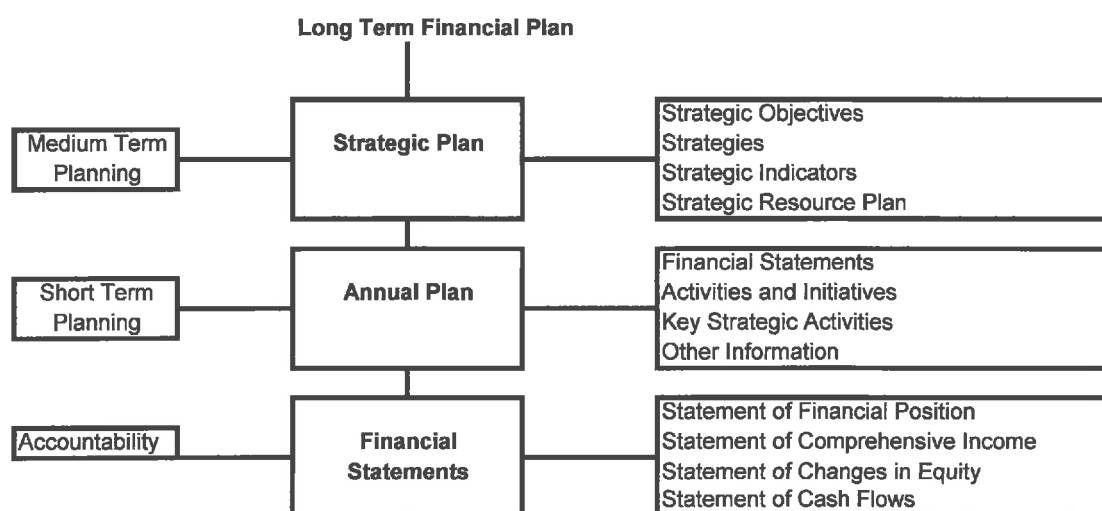 Long Term Financial Plan
Medium Term
Planning
Strategic Plan
Strategic Objectives
Strategies
Strategic Indicators
Strategic Resource Plan
Short Term
Planning
Annual Plan
Financial Statements
Activities and Initiatives
Key Strategic Activities
Other Information
Accountability
Financial
Statements
Statement of Financial Position
Statement of Comprehensive Income
Statement of Changes in Equity
Statement of Cash Flows